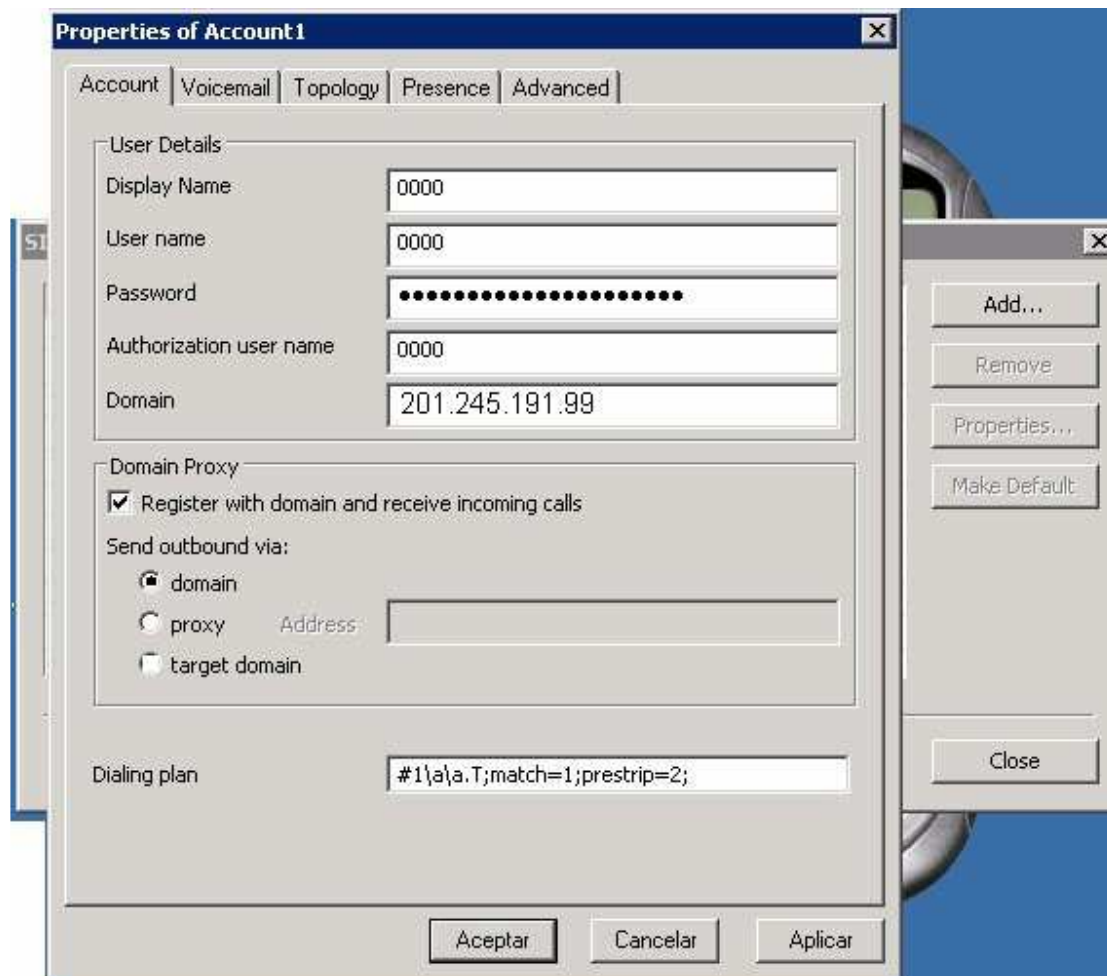 Properties of Account1
Account Voicemail Topology Presence Advanced
User Details
Display Name 0000
User name 0000
Password ●●●●●●●●●●●●●●●●●●●●●
Authorization user name 0000
Domain 201.245.191.99
Domain Proxy
Register with domain and receive incoming calls
Send outbound via:
domain
proxy Address
target domain
Dialing plan #1\a\a.T;match=1;prestrip=2;
Aceptar Cancelar Aplicar
SI
Add...
Remove
Properties...
Make Default
Close